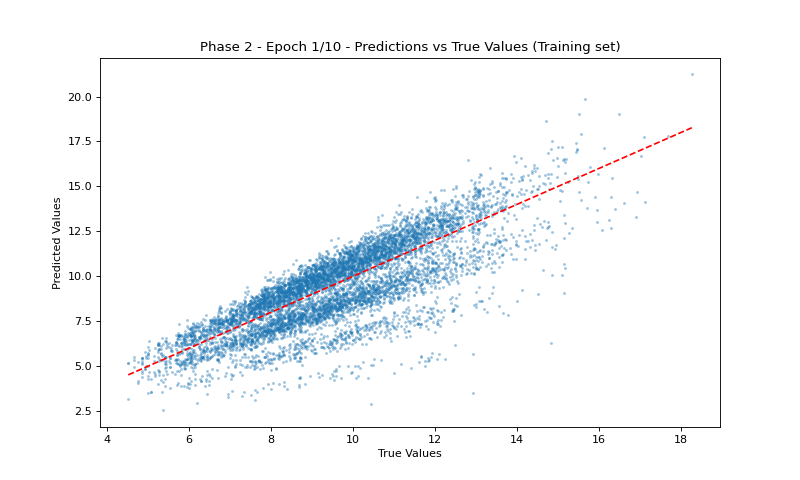 Phase 2 - Epoch 1/10 - Predictions vs True Values (Training set)
20.0
17.5
15.0
12.5
10.0
7.5
5.0
2.5
Predicted Values
4 6 8 10 12 14 16 18
True Values